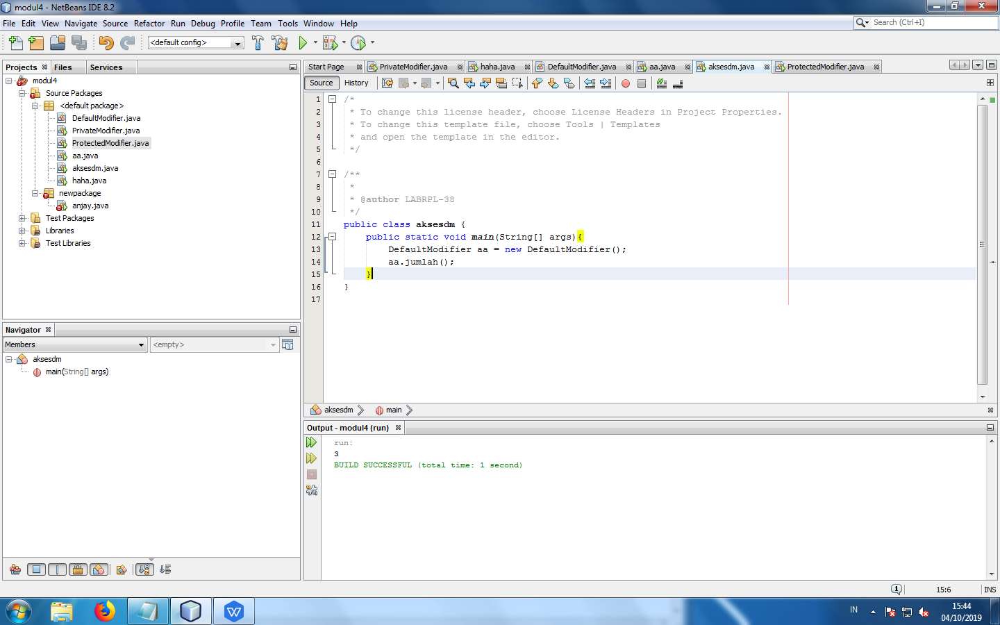 modul4 - NetBeans IDE 8.2
File Edit View Navigate Source Refactor Run Debug Profile Team Tools Window Help
Search (Ctrl+I)
<default config>
Projects Files Services
modul4
Source Packages
<default package>
DefaultModifier.java
PrivateModifier.java
ProtectedModifier.java
aa.java
aksesdm.java
haha.java
newpackage
anjay.java
Test Packages
Libraries
Test Libraries
Navigator
Members <empty>
aksesdm
main(String[] args)
Start Page PrivateModifier.java haha.java DefaultModifier.java aa.java aksesdm.java ProtectedModifier.java
Source History
1 /*
2 * To change this license header, choose License Headers in Project Properties.
3 * To change this template file, choose Tools | Templates
4 * and open the template in the editor.
5 */
6
7 /**
8 *
9 * @author LABRPL-38
10 */
11 public class aksesdm {
12 public static void main(String[] args){
13 DefaultModifier aa = new DefaultModifier();
14 aa.jumlah();
15 }
16 }
17
aksesdm main
Output - modul4 (run)
run:
3
BUILD SUCCESSFUL (total time: 1 second)
1 15:6 INS
IN 15:44
04/10/2019